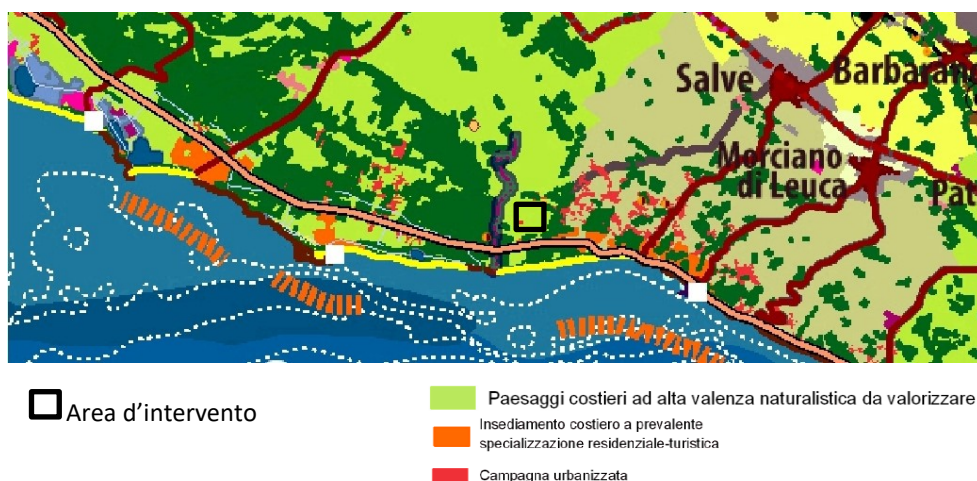 Salve
Barbaran
Morciano
di Leuca
Pat
Area d'intervento
Paesaggi costieri ad alta valenza naturalistica da valorizzare
Insediamento costiero a prevalente
specializzazione residenziale-turistica
Campagna urbanizzata